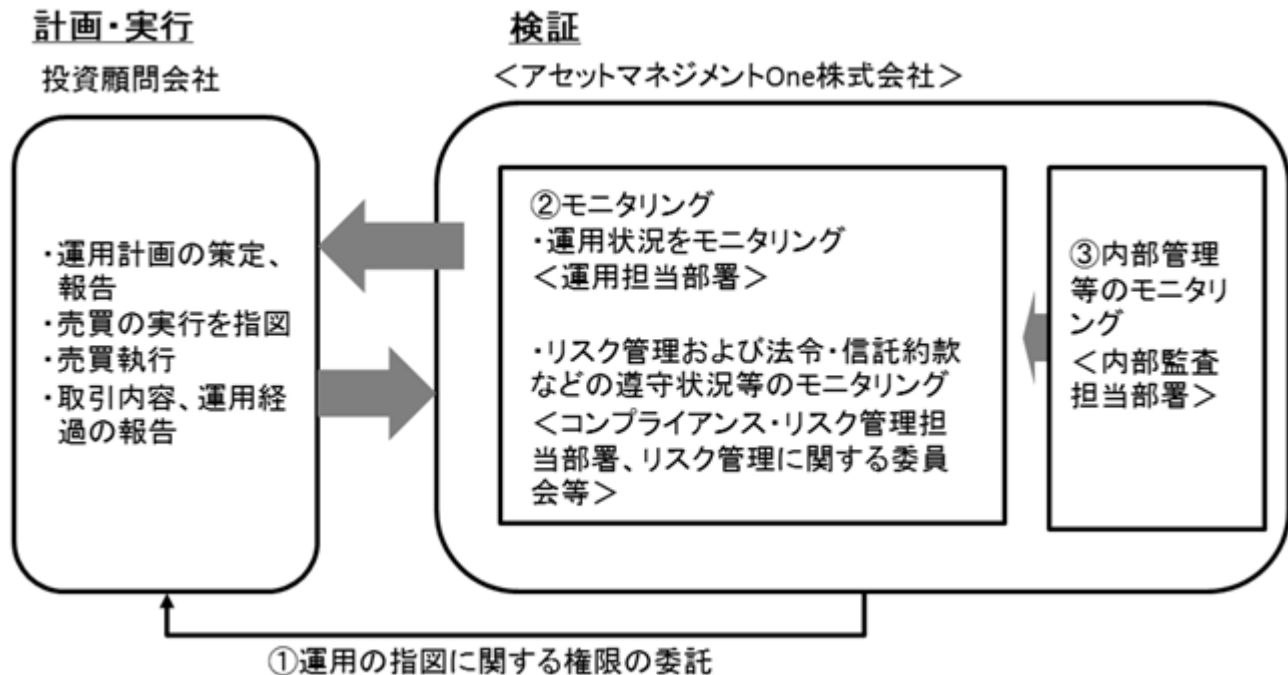 計画・実行
投資顧問会社
・運用計画の策定、
報告
・売買の実行を指図
・売買執行
・取引内容、運用経
過の報告
検証
＜アセットマネジメントOne株式会社＞
②モニタリング
・運用状況をモニタリング
＜運用担当部署＞
・リスク管理および法令・信託約款
などの遵守状況等のモニタリング
＜コンプライアンス・リスク管理担
当部署、リスク管理に関する委員
会等＞
③内部管理
等のモニタリ
ング
＜内部監査
担当部署＞
①運用の指図に関する権限の委託